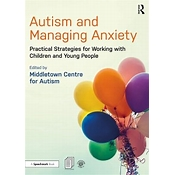 Autism and
Managing Anxiety
Practical Strategies for Working with
Children and Young People
Edited by
Middletown Centre
for Autism